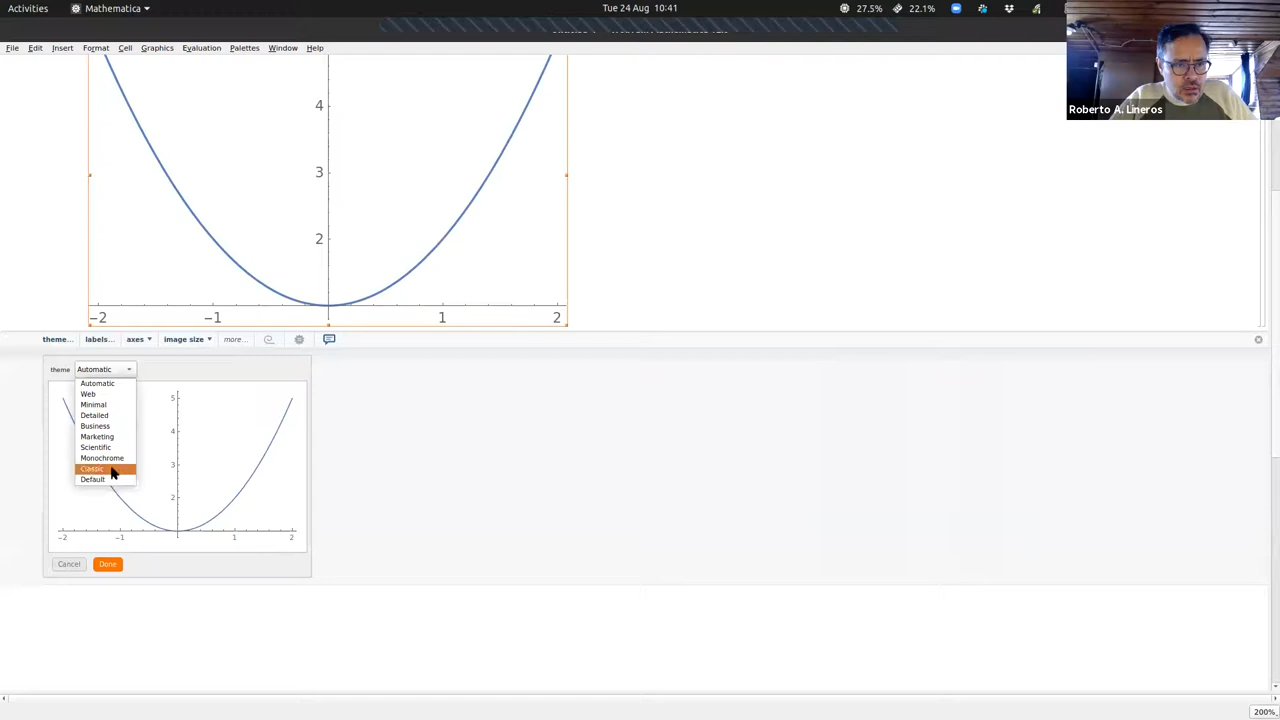 Activities
Mathematica
Tue 24 Aug 10:41
27.5%
22.1%
File Edit Insert Format Cell Graphics Evaluation Palettes Window Help
Roberto A. Lineros
4
3
2
−2 −1 1 2
theme... labels... axes image size more...
theme Automatic
Automatic
Web
Minimal
Detailed
Business
Marketing
Scientific
Monochrome
Classic
Default
5
4
3
2
−2 −1 1 2
Cancel Done
200%